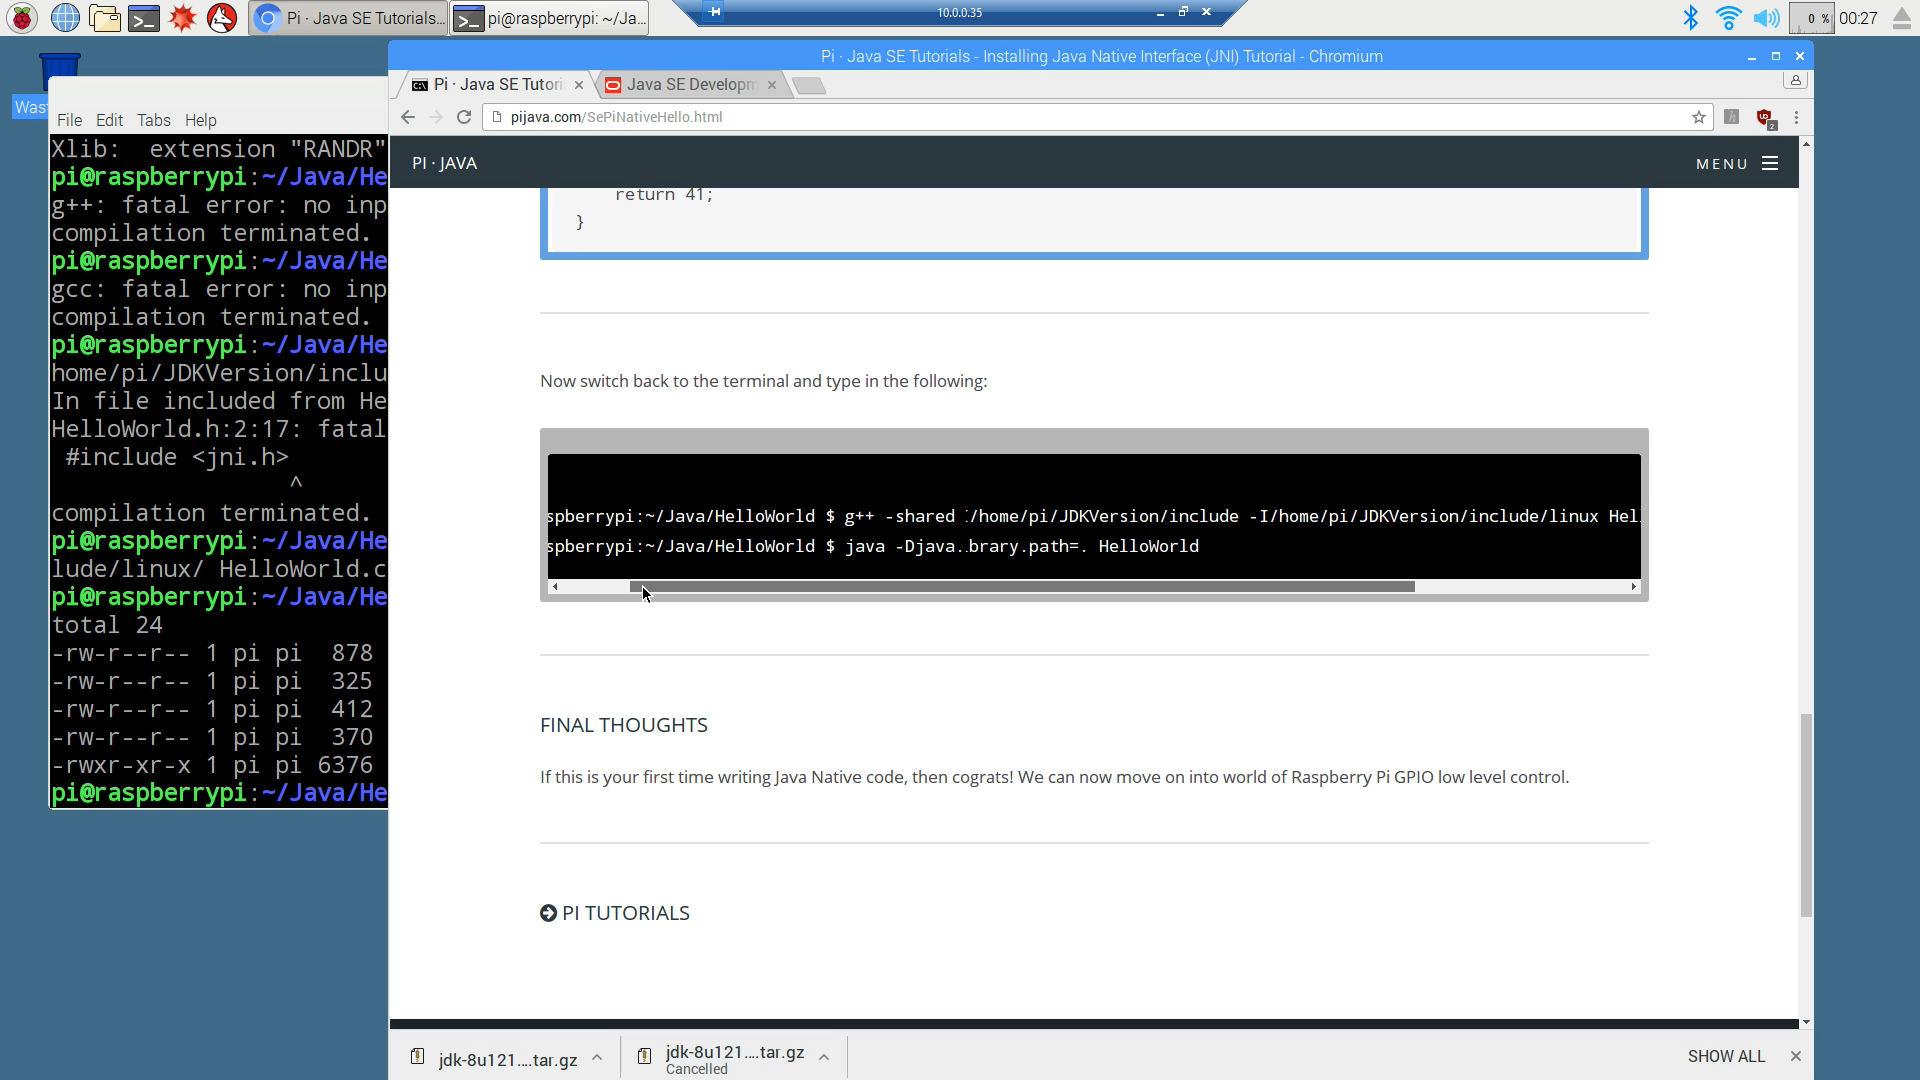 Pi · Java SE Tutorials...
pi@raspberrypi: ~/Ja...
10.0.0.35
0 %
00:27
Was
Pi · Java SE Tutorials - Installing Java Native Interface (JNI) Tutorial - Chromium
Pi · Java SE Tutori
Java SE Developm
pijava.com/SePiNativeHello.html
2
File Edit Tabs Help
Xlib:  extension "RANDR"
pi@raspberrypi:~/Java/He
g++: fatal error: no inp
compilation terminated.
pi@raspberrypi:~/Java/He
gcc: fatal error: no inp
compilation terminated.
pi@raspberrypi:~/Java/He
home/pi/JDKVersion/inclu
In file included from He
HelloWorld.h:2:17: fatal
 #include <jni.h>
^
compilation terminated.
pi@raspberrypi:~/Java/He
lude/linux/ HelloWorld.c
pi@raspberrypi:~/Java/He
total 24
-rw-r--r-- 1 pi pi  878
-rw-r--r-- 1 pi pi  325
-rw-r--r-- 1 pi pi  412
-rw-r--r-- 1 pi pi  370
-rwxr-xr-x 1 pi pi 6376
pi@raspberrypi:~/Java/He
PI · JAVA
MENU
return 41;
}
Now switch back to the terminal and type in the following:
spberrypi:~/Java/HelloWorld $ g++ -shared /home/pi/JDKVersion/include -I/home/pi/JDKVersion/include/linux Hel
spberrypi:~/Java/HelloWorld $ java -Djava..brary.path=. HelloWorld
FINAL THOUGHTS
If this is your first time writing Java Native code, then cograts! We can now move on into world of Raspberry Pi GPIO low level control.
PI TUTORIALS
jdk-8u121....tar.gz
jdk-8u121....tar.gz
Cancelled
SHOW ALL